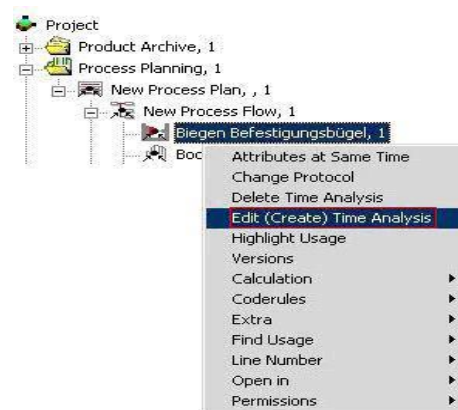 Project
Product Archive, 1
Process Planning, 1
New Process Plan, , 1
New Process Flow, 1
Biegen Befestigungsbügel, 1
Boc
Attributes at Same Time
Change Protocol
Delete Time Analysis
Edit (Create) Time Analysis
Highlight Usage
Versions
Calculation
Coderules
Extra
Find Usage
Line Number
Open in
Permissions